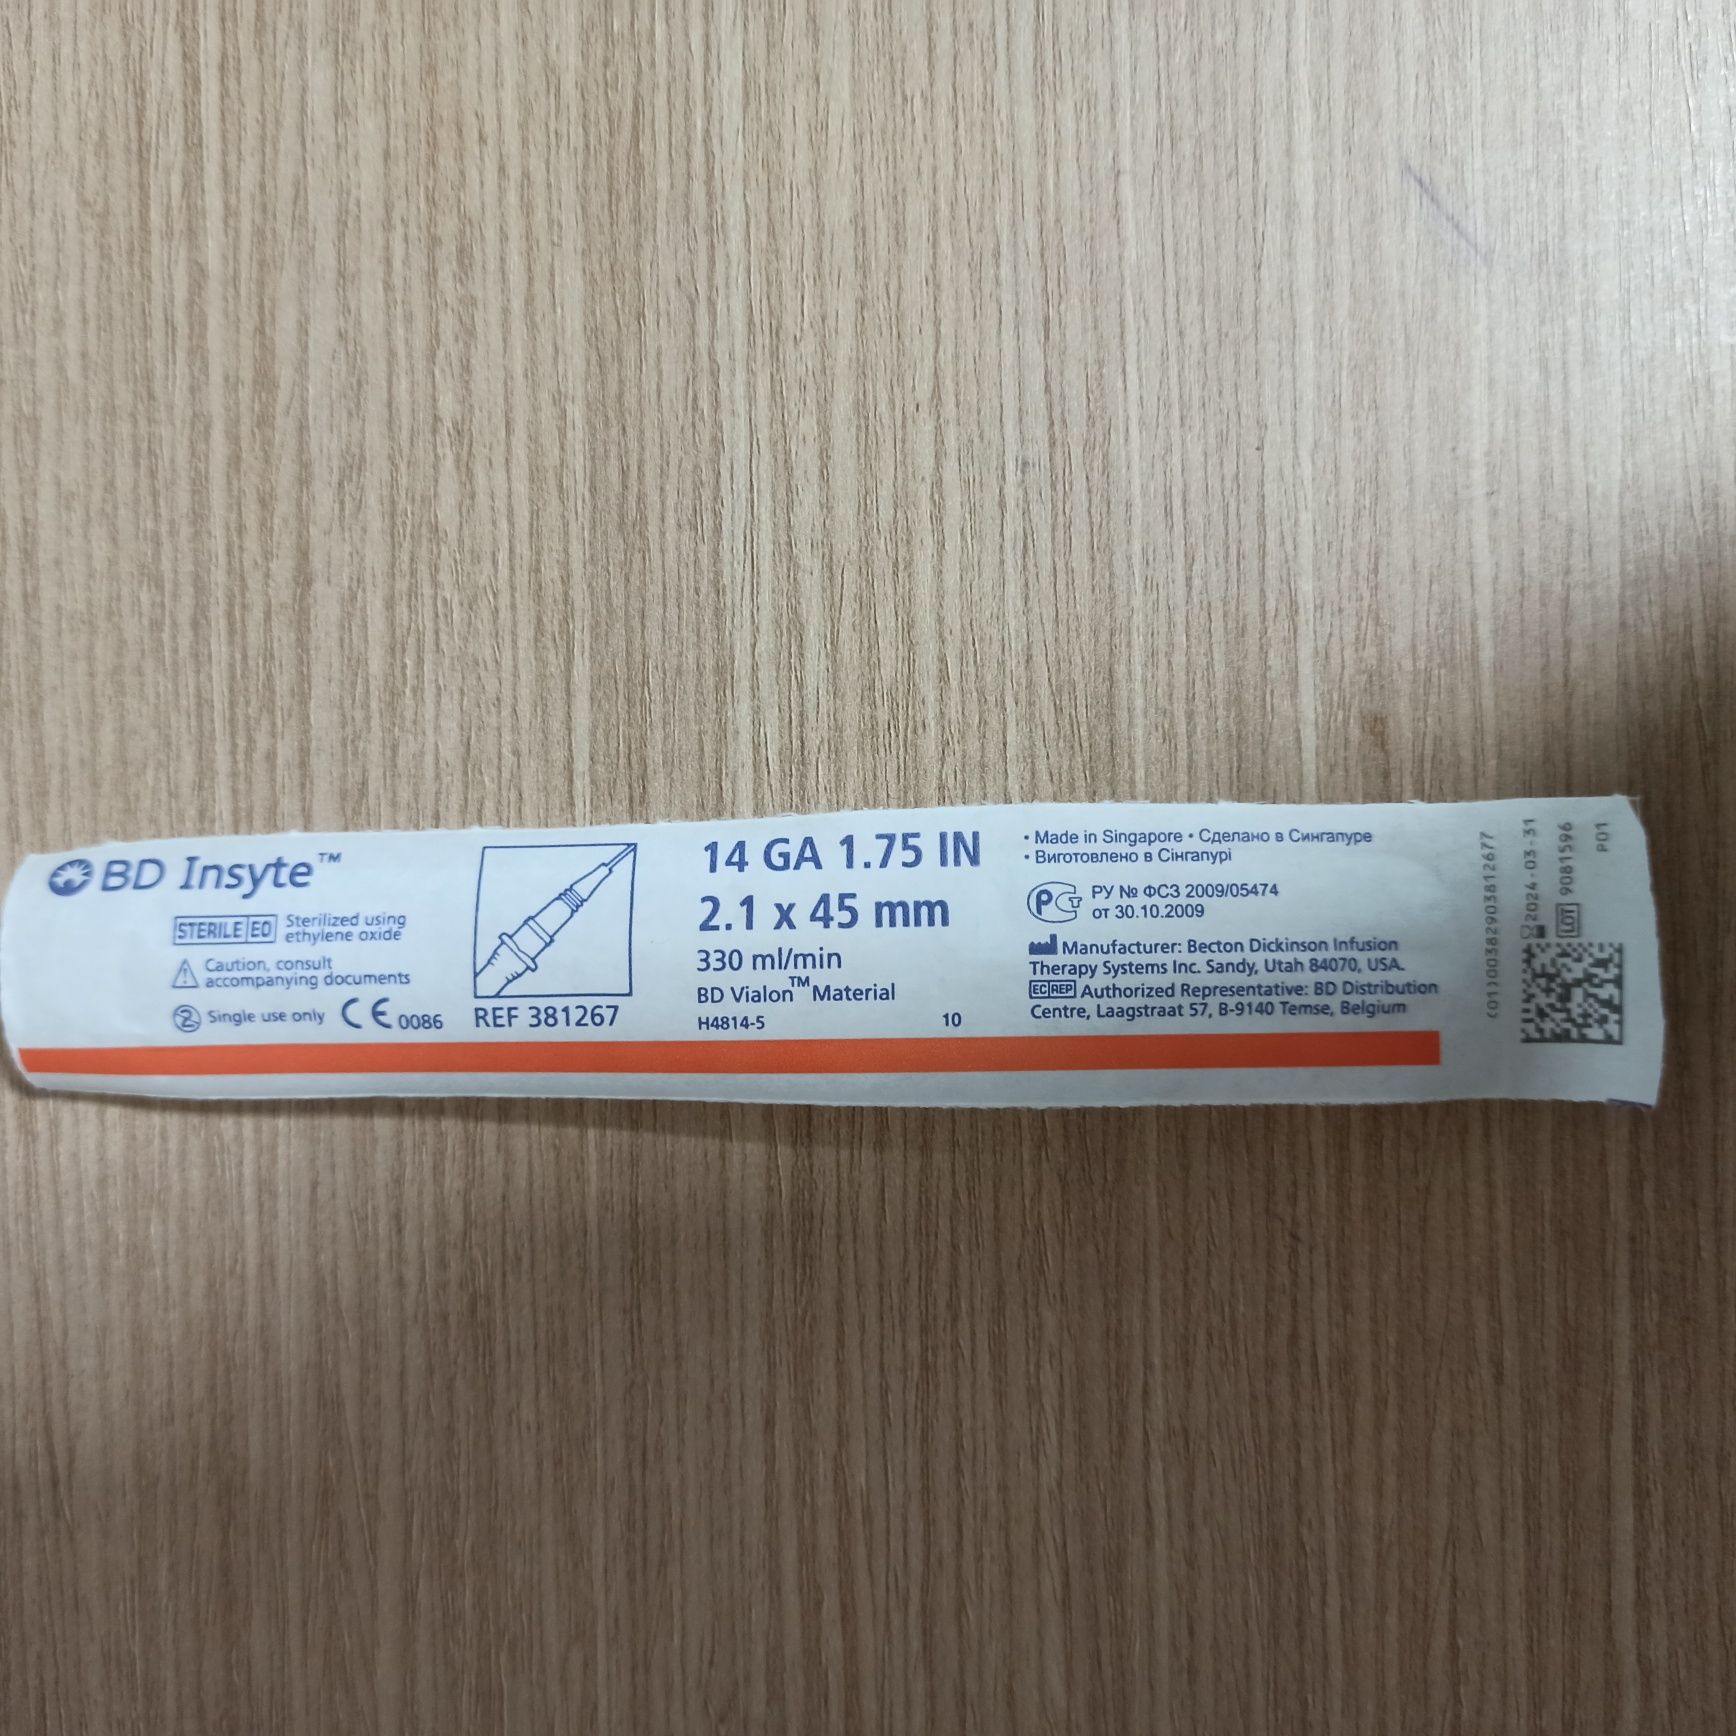 BD Insyte™
STERILE EO Sterilized using
ethylene oxide
Caution, consult
accompanying documents
2 Single use only CE 0086
REF 381267
14 GA 1.75 IN
2.1 x 45 mm
330 ml/min
BD Vialon™ Material
H4814-5 10
• Made in Singapore • Сделано в Сингапуре
• Виготовлено в Сінгапурі
РСТ РУ № ФСЗ 2009/05474
от 30.10.2009
Manufacturer: Becton Dickinson Infusion
Therapy Systems Inc. Sandy, Utah 84070, USA.
EC REP Authorized Representative: BD Distribution
Centre, Laagstraat 57, B-9140 Temse, Belgium
(01)00382903812677
2024-03-31
LOT 9081596
P01